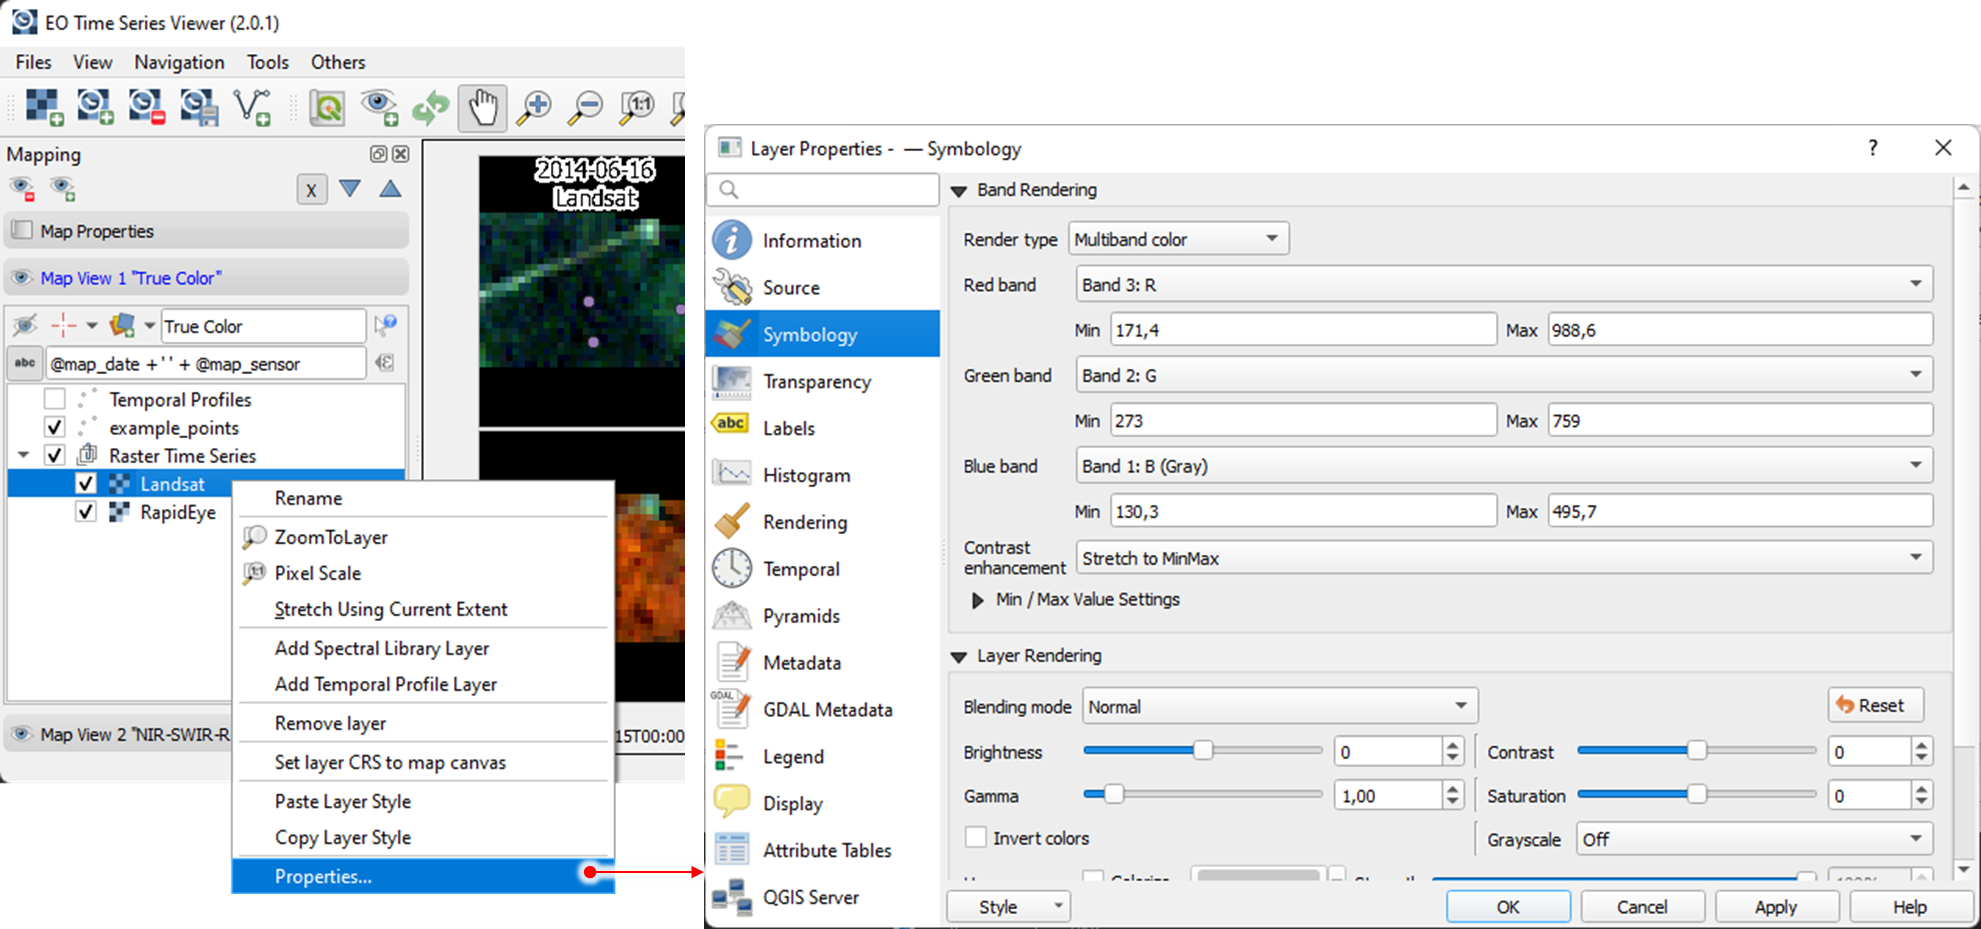 EO Time Series Viewer (2.0.1)
Files View Navigation Tools Others
Mapping
x
Map Properties
Map View 1 "True Color"
True Color
abc @map_date + ' ' + @map_sensor
Temporal Profiles
example_points
Raster Time Series
Landsat
RapidEye
Map View 2 "NIR-SWIR-R
2014-06-16
Landsat
15T00:00
Rename
ZoomToLayer
1:1 Pixel Scale
Stretch Using Current Extent
Add Spectral Library Layer
Add Temporal Profile Layer
Remove layer
Set layer CRS to map canvas
Paste Layer Style
Copy Layer Style
Properties...
Layer Properties - — Symbology ?
Information
Source
Symbology
Transparency
abc Labels
Histogram
Rendering
Temporal
Pyramids
Metadata
GDAL GDAL Metadata
Legend
Display
Attribute Tables
QGIS Server
Band Rendering
Render type Multiband color
Red band Band 3: R
Min 171,4 Max 988,6
Green band Band 2: G
Min 273 Max 759
Blue band Band 1: B (Gray)
Min 130,3 Max 495,7
Contrast
enhancement Stretch to MinMax
Min / Max Value Settings
Layer Rendering
Blending mode Normal Reset
Brightness 0 Contrast 0
Gamma 1,00 Saturation 0
Invert colors Grayscale Off
Style OK Cancel Apply Help